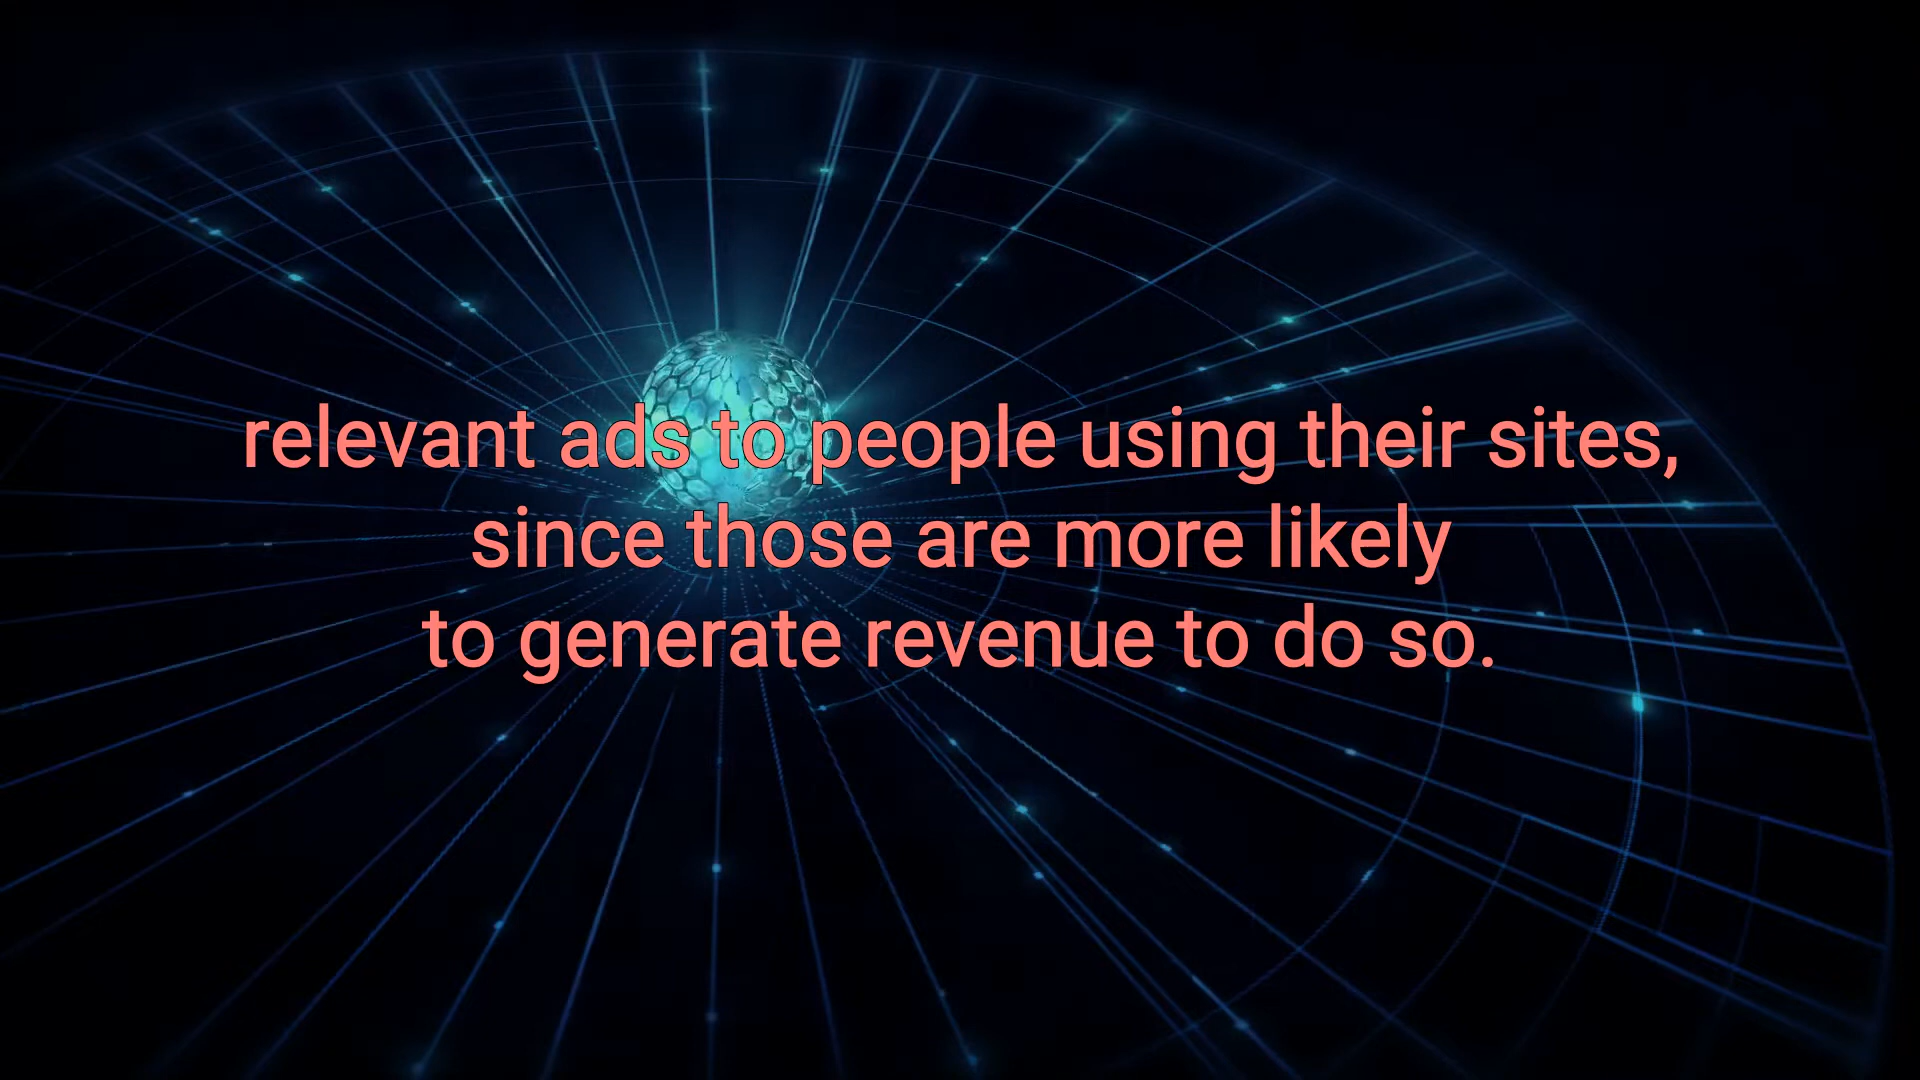 relevant ads to people using their sites,
since those are more likely
to generate revenue to do so.